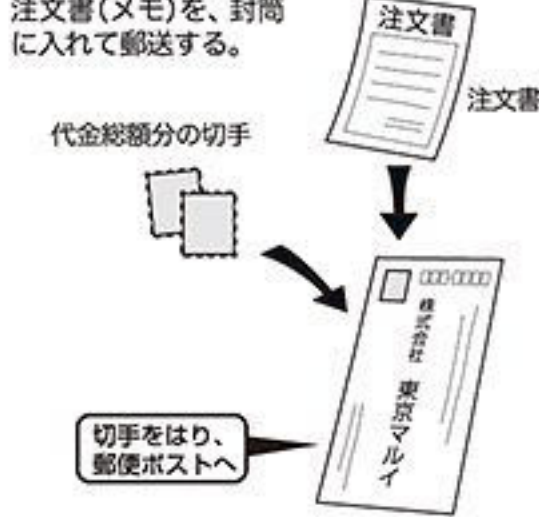 注文書(メモ)を、封筒
に入れて郵送する。
注文書
注文書
代金総額分の切手
株式会社 東京マルイ
切手をはり、
郵便ポストへ